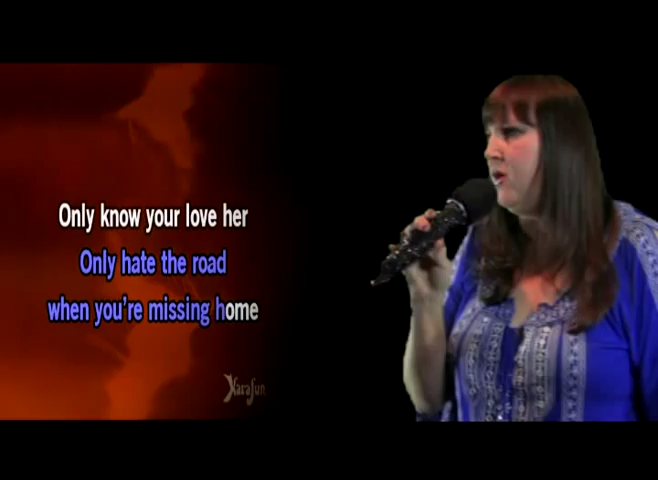 Only know your love her
Only hate the road
when you're missing home
KaraFun